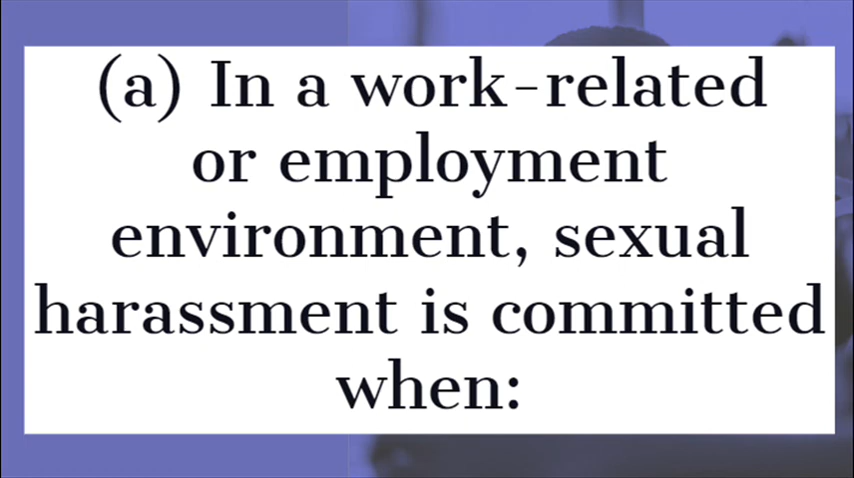 (a) In a work-related
or employment
environment, sexual
harassment is committed
when: